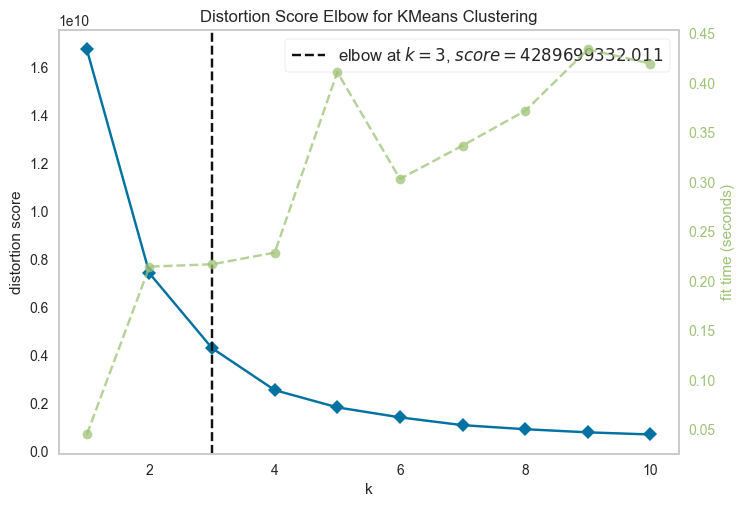 Distortion Score Elbow for KMeans Clustering
1e10
elbow at k = 3, score = 4289699332.011
1.6
1.4
1.2
1.0
0.8
0.6
0.4
0.2
0.0
distortion score
0.45
0.40
0.35
0.30
0.25
0.20
0.15
0.10
0.05
fit time (seconds)
2 4 6 8 10
k